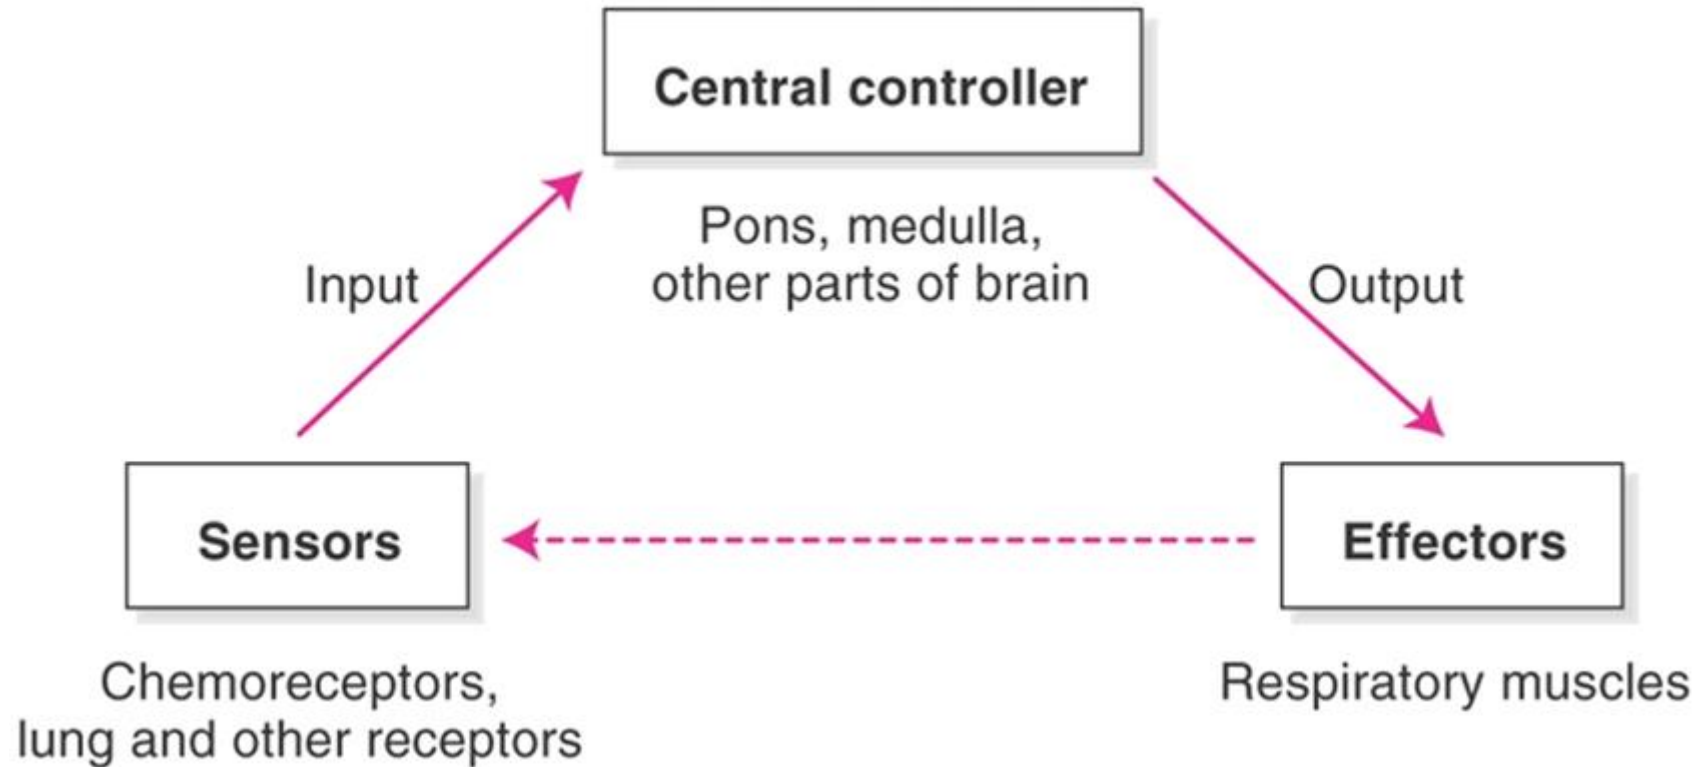 Central controller
Pons, medulla,
other parts of brain
Input
Output
Sensors
Effectors
Chemoreceptors,
lung and other receptors
Respiratory muscles